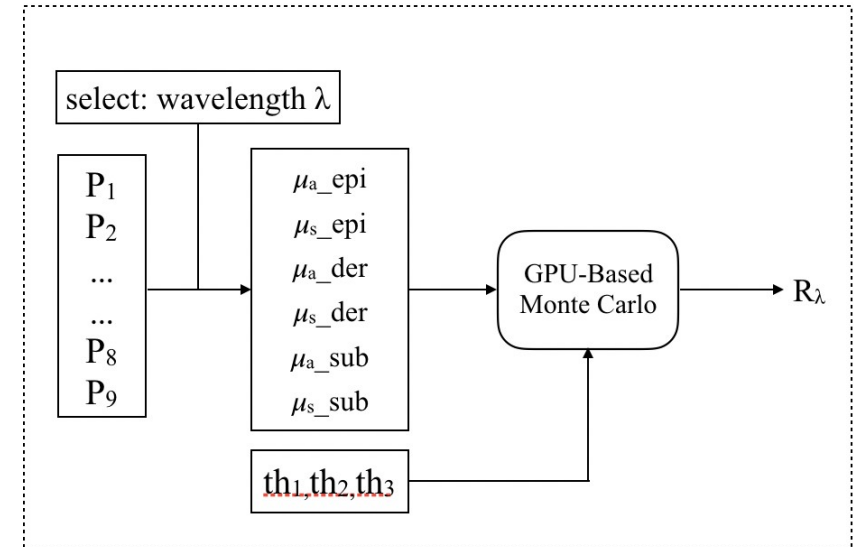 select: wavelength λ
P₁
P₂
...
...
P₈
P₉
μₐ_epi
μₛ_epi
μₐ_der
μₛ_der
μₐ_sub
μₛ_sub
GPU-Based
Monte Carlo
R_λ
th₁,th₂,th₃